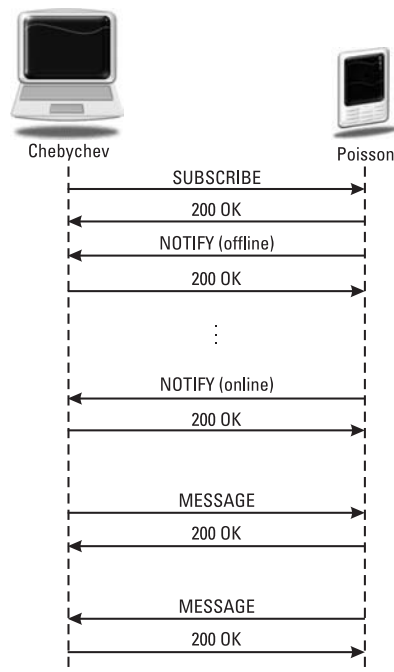 Chebychev
Poisson
SUBSCRIBE
200 OK
NOTIFY (offline)
200 OK
NOTIFY (online)
200 OK
MESSAGE
200 OK
MESSAGE
200 OK